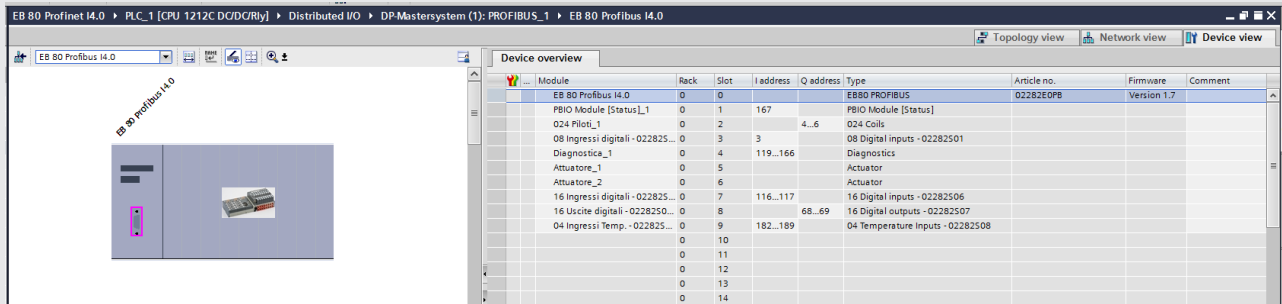 EB 80 Profinet I4.0 ▸ PLC_1 [CPU 1212C DC/DC/Rly] ▸ Distributed I/O ▸ DP-Mastersystem (1): PROFIBUS_1 ▸ EB 80 Profibus I4.0
Topology view Network view Device view
EB 80 Profibus I4.0
Device overview
... Module Rack Slot I address Q address Type Article no. Firmware Comment
EB 80 Profibus I4.0 0 0 EB80 PROFIBUS 02282E0PB Version 1.7
PBIO Module [Status]_1 0 1 167 PBIO Module [Status]
024 Piloti_1 0 2 4...6 024 Coils
08 Ingressi digitali - 02282S... 0 3 3 08 Digital inputs - 02282S01
Diagnostica_1 0 4 119...166 Diagnostics
Attuatore_1 0 5 Actuator
Attuatore_2 0 6 Actuator
16 Ingressi digitali - 02282S... 0 7 116...117 16 Digital inputs - 02282S06
16 Uscite digitali - 02282S0... 0 8 68...69 16 Digital outputs - 02282S07
04 Ingressi Temp. - 02282S... 0 9 182...189 04 Temperature Inputs - 02282S08
0 10
0 11
0 12
0 13
0 14
EB 80 Profibus I4.0